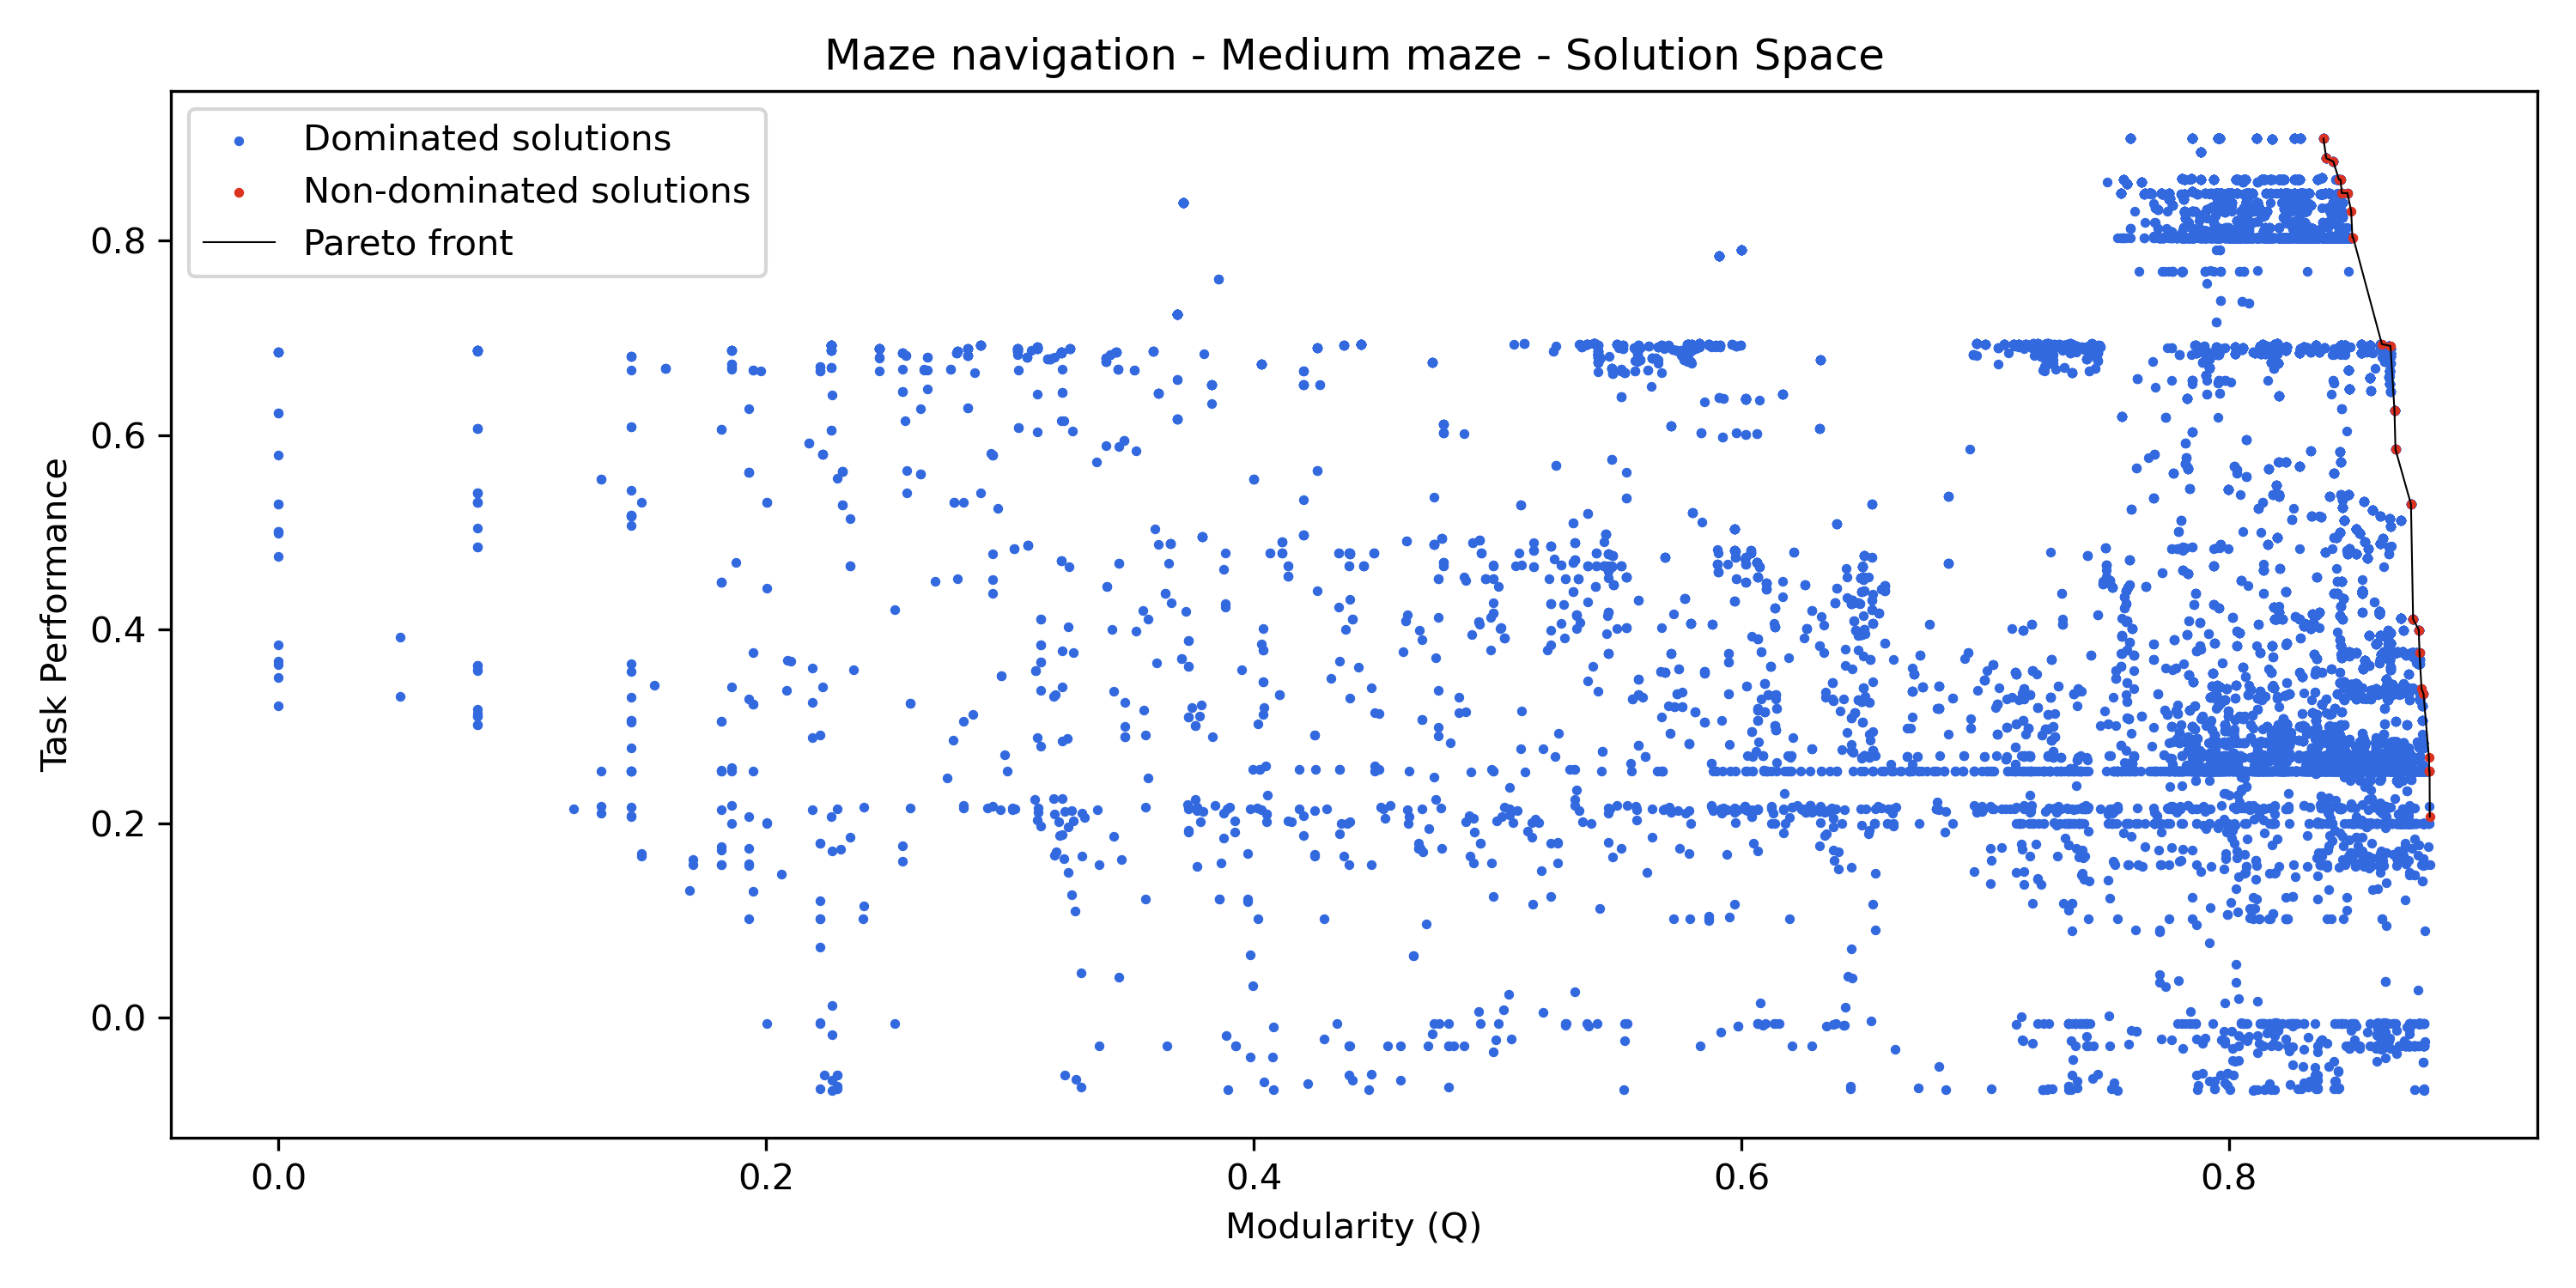 Maze navigation - Medium maze - Solution Space
Dominated solutions
Non-dominated solutions
Pareto front
Task Performance
0.8
0.6
0.4
0.2
0.0
0.0 0.2 0.4 0.6 0.8
Modularity (Q)